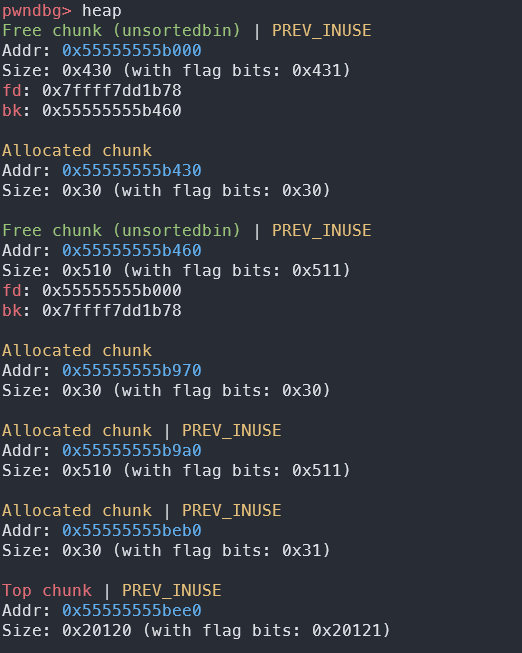 pwndbg> heap
Free chunk (unsortedbin) | PREV_INUSE
Addr: 0x55555555b000
Size: 0x430 (with flag bits: 0x431)
fd: 0x7ffff7dd1b78
bk: 0x55555555b460
Allocated chunk
Addr: 0x55555555b430
Size: 0x30 (with flag bits: 0x30)
Free chunk (unsortedbin) | PREV_INUSE
Addr: 0x55555555b460
Size: 0x510 (with flag bits: 0x511)
fd: 0x55555555b000
bk: 0x7ffff7dd1b78
Allocated chunk
Addr: 0x55555555b970
Size: 0x30 (with flag bits: 0x30)
Allocated chunk | PREV_INUSE
Addr: 0x55555555b9a0
Size: 0x510 (with flag bits: 0x511)
Allocated chunk | PREV_INUSE
Addr: 0x55555555beb0
Size: 0x30 (with flag bits: 0x31)
Top chunk | PREV_INUSE
Addr: 0x55555555bee0
Size: 0x20120 (with flag bits: 0x20121)